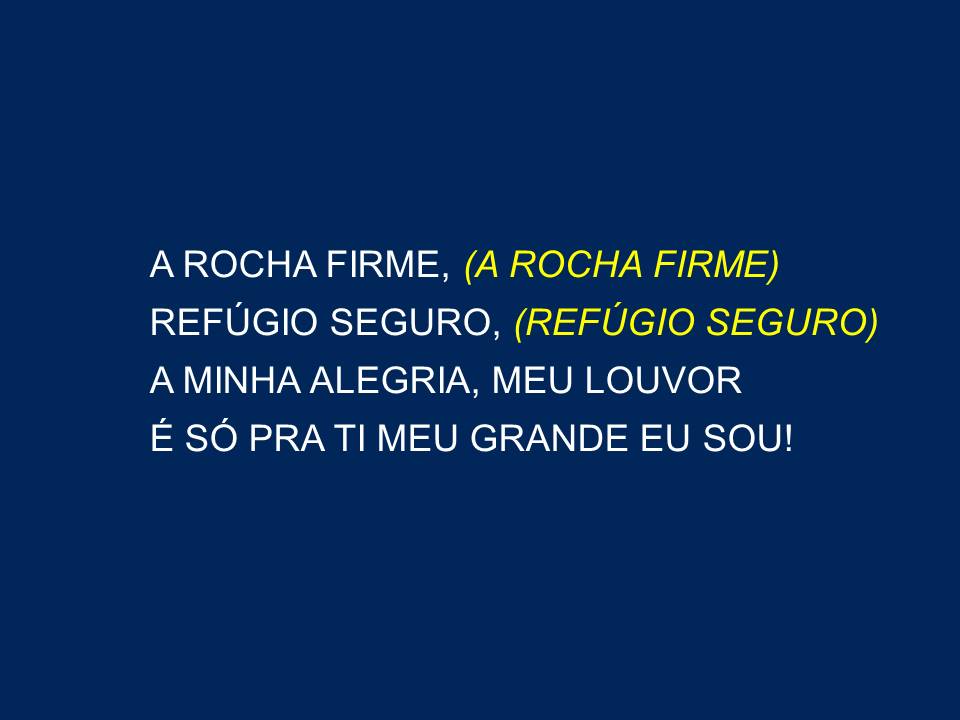 A ROCHA FIRME, (A ROCHA FIRME)
REFÚGIO SEGURO, (REFÚGIO SEGURO)
A MINHA ALEGRIA, MEU LOUVOR
É SÓ PRA TI MEU GRANDE EU SOU!